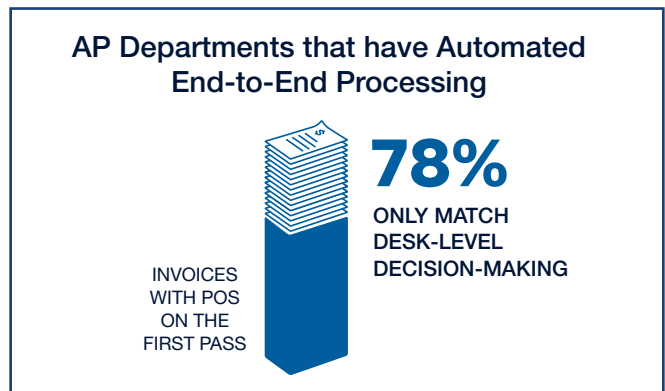 AP Departments that have Automated
End-to-End Processing
$
78%
ONLY MATCH
DESK-LEVEL
DECISION-MAKING
INVOICES
WITH POS
ON THE
FIRST PASS